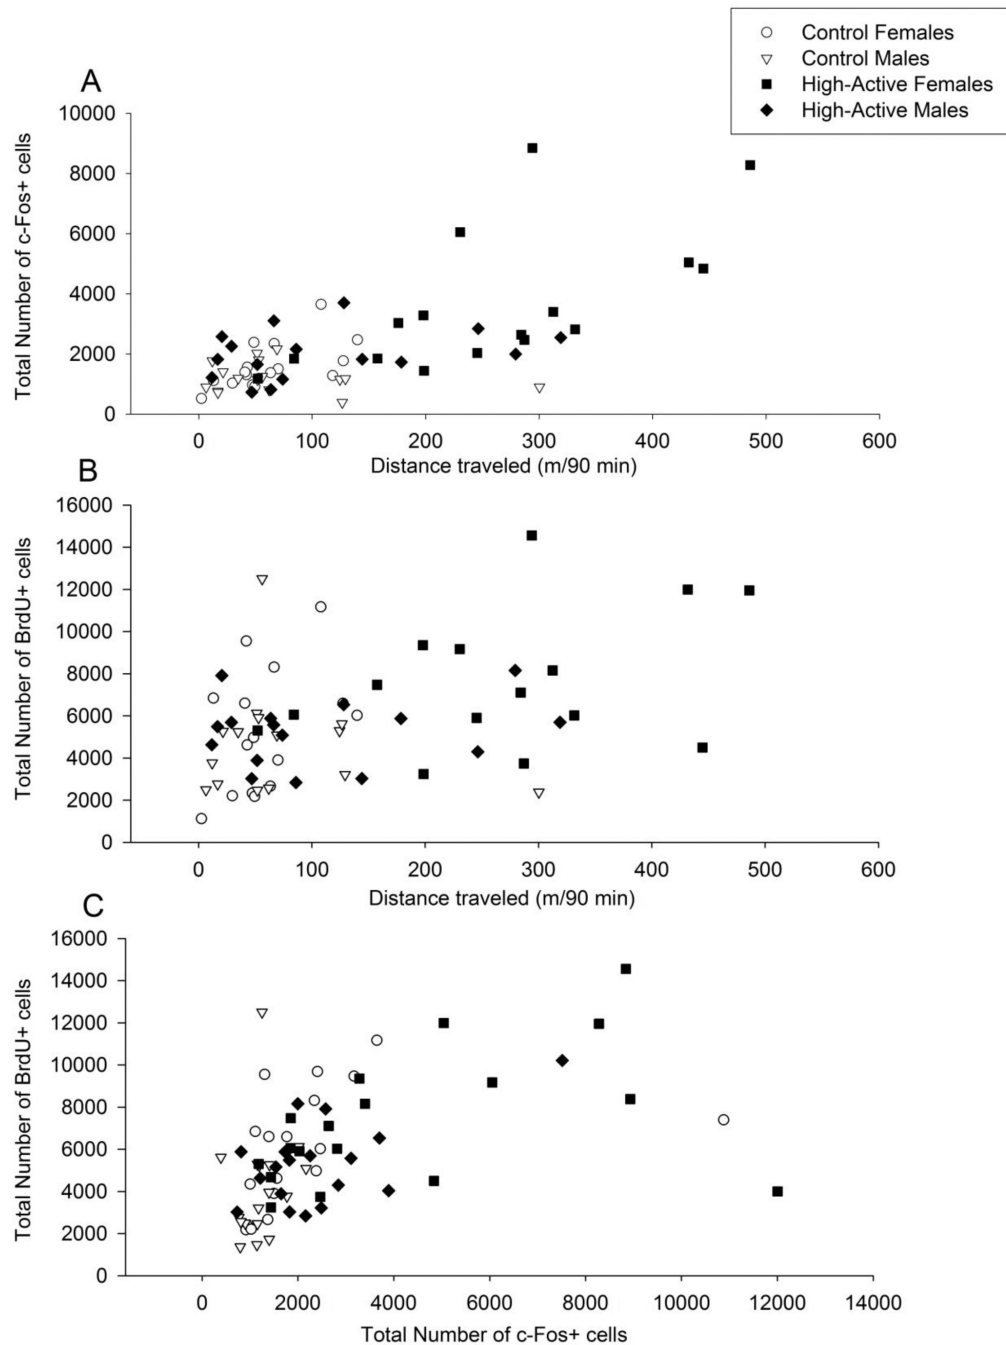 Control Females
Control Males
High-Active Females
High-Active Males
A
Total Number of c-Fos+ cells
10000
8000
6000
4000
2000
0
0 100 200 300 400 500 600
Distance traveled (m/90 min)
B
Total Number of BrdU+ cells
16000
14000
12000
10000
8000
6000
4000
2000
0
0 100 200 300 400 500 600
Distance traveled (m/90 min)
C
Total Number of BrdU+ cells
16000
14000
12000
10000
8000
6000
4000
2000
0
0 2000 4000 6000 8000 10000 12000 14000
Total Number of c-Fos+ cells